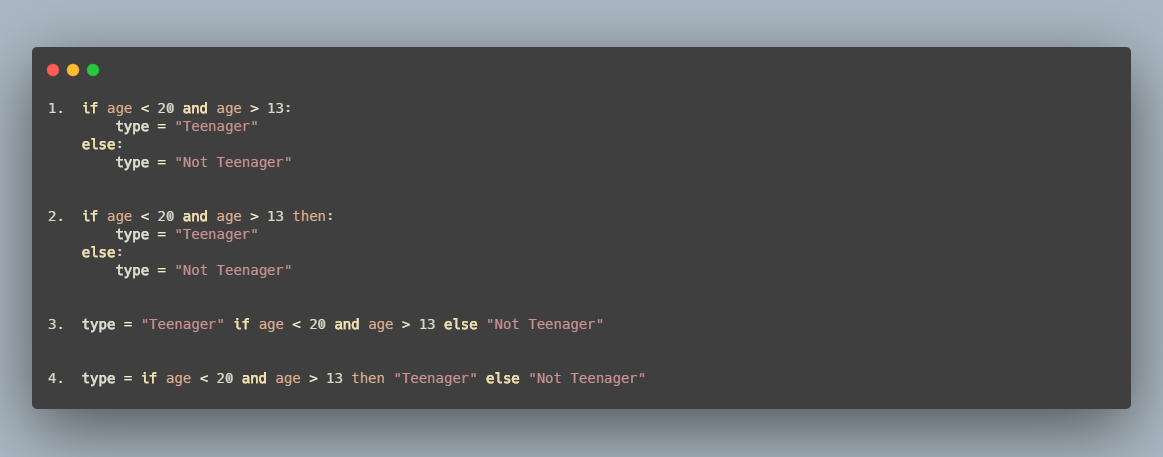 1.  if age < 20 and age > 13:
        type = "Teenager"
    else:
        type = "Not Teenager"
2.  if age < 20 and age > 13 then:
        type = "Teenager"
    else:
        type = "Not Teenager"
3.  type = "Teenager" if age < 20 and age > 13 else "Not Teenager"
4.  type = if age < 20 and age > 13 then "Teenager" else "Not Teenager"